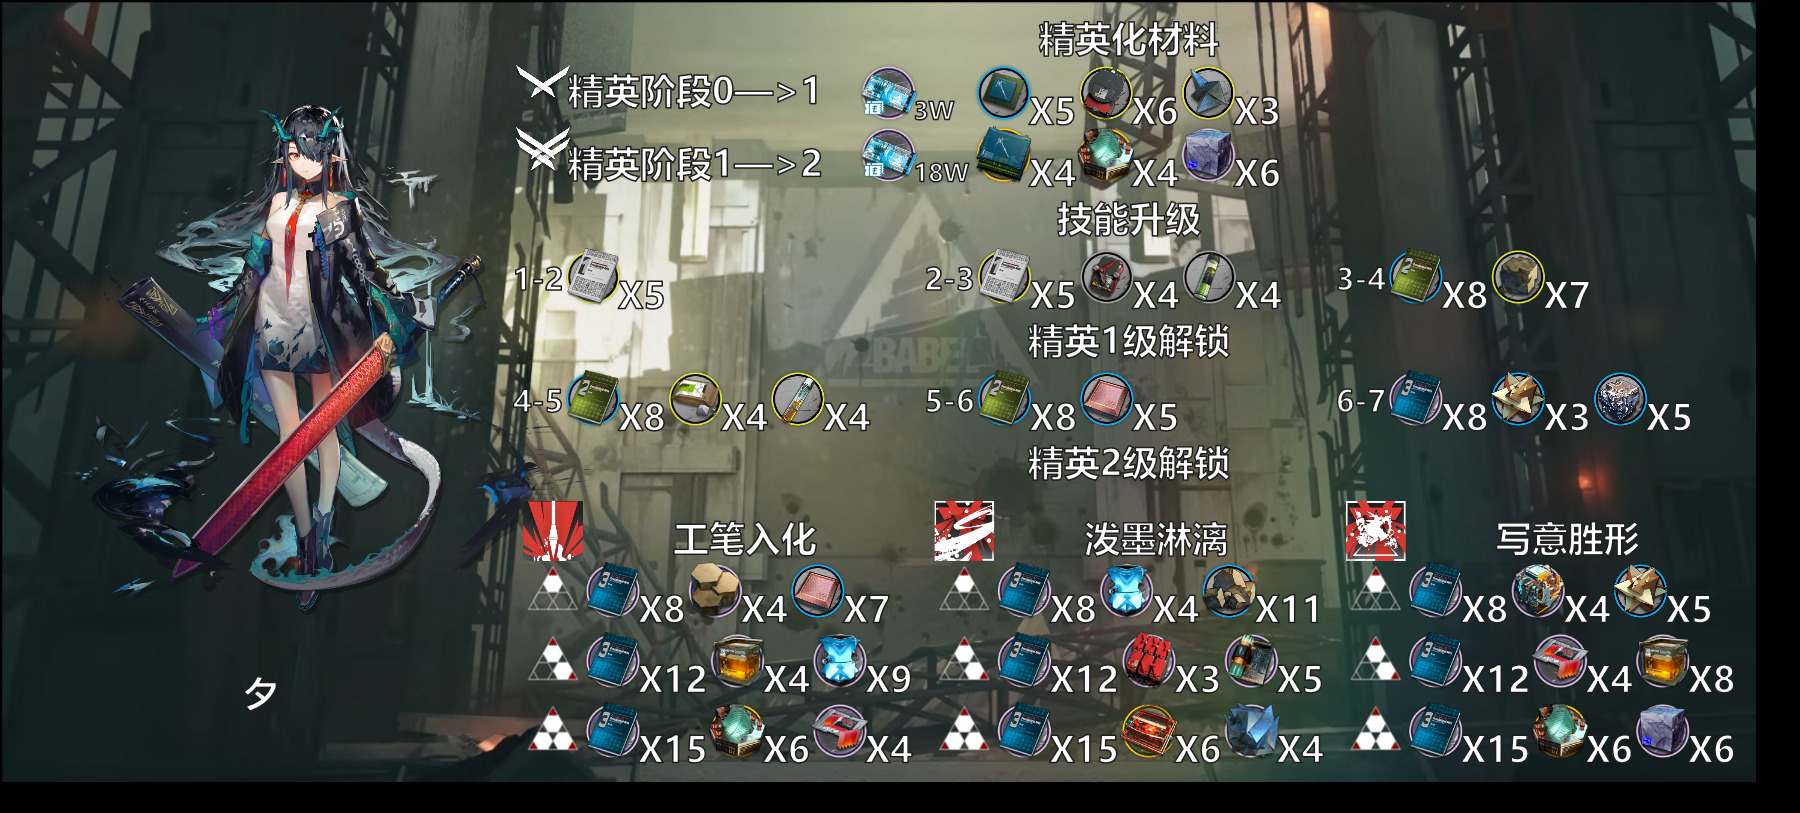 精英化材料
精英阶段0—>1 3W X5 X6 X3
精英阶段1—>2 18W X4 X4 X6
技能升级
1-2 X5 2-3 X5 X4 X4 3-4 X8 X7
精英1级解锁
4-5 X8 X4 X4 5-6 X8 X5 6-7 X8 X3 X5
精英2级解锁
工笔入化 泼墨淋漓 写意胜形
X8 X4 X7 X8 X4 X11 X8 X4 X5
X12 X4 X9 X12 X3 X5 X12 X4 X8
X15 X6 X4 X15 X6 X4 X15 X6 X6
夕
BABEL